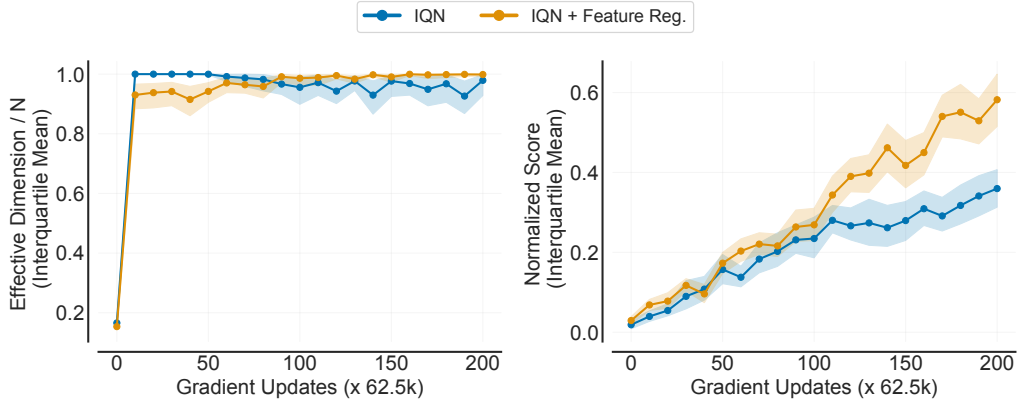 IQN
IQN + Feature Reg.
Effective Dimension / N
(Interquartile Mean)
1.0
0.8
0.6
0.4
0.2
0
50
100
150
200
Gradient Updates (x 62.5k)
Normalized Score
(Interquartile Mean)
0.6
0.4
0.2
0.0
0
50
100
150
200
Gradient Updates (x 62.5k)